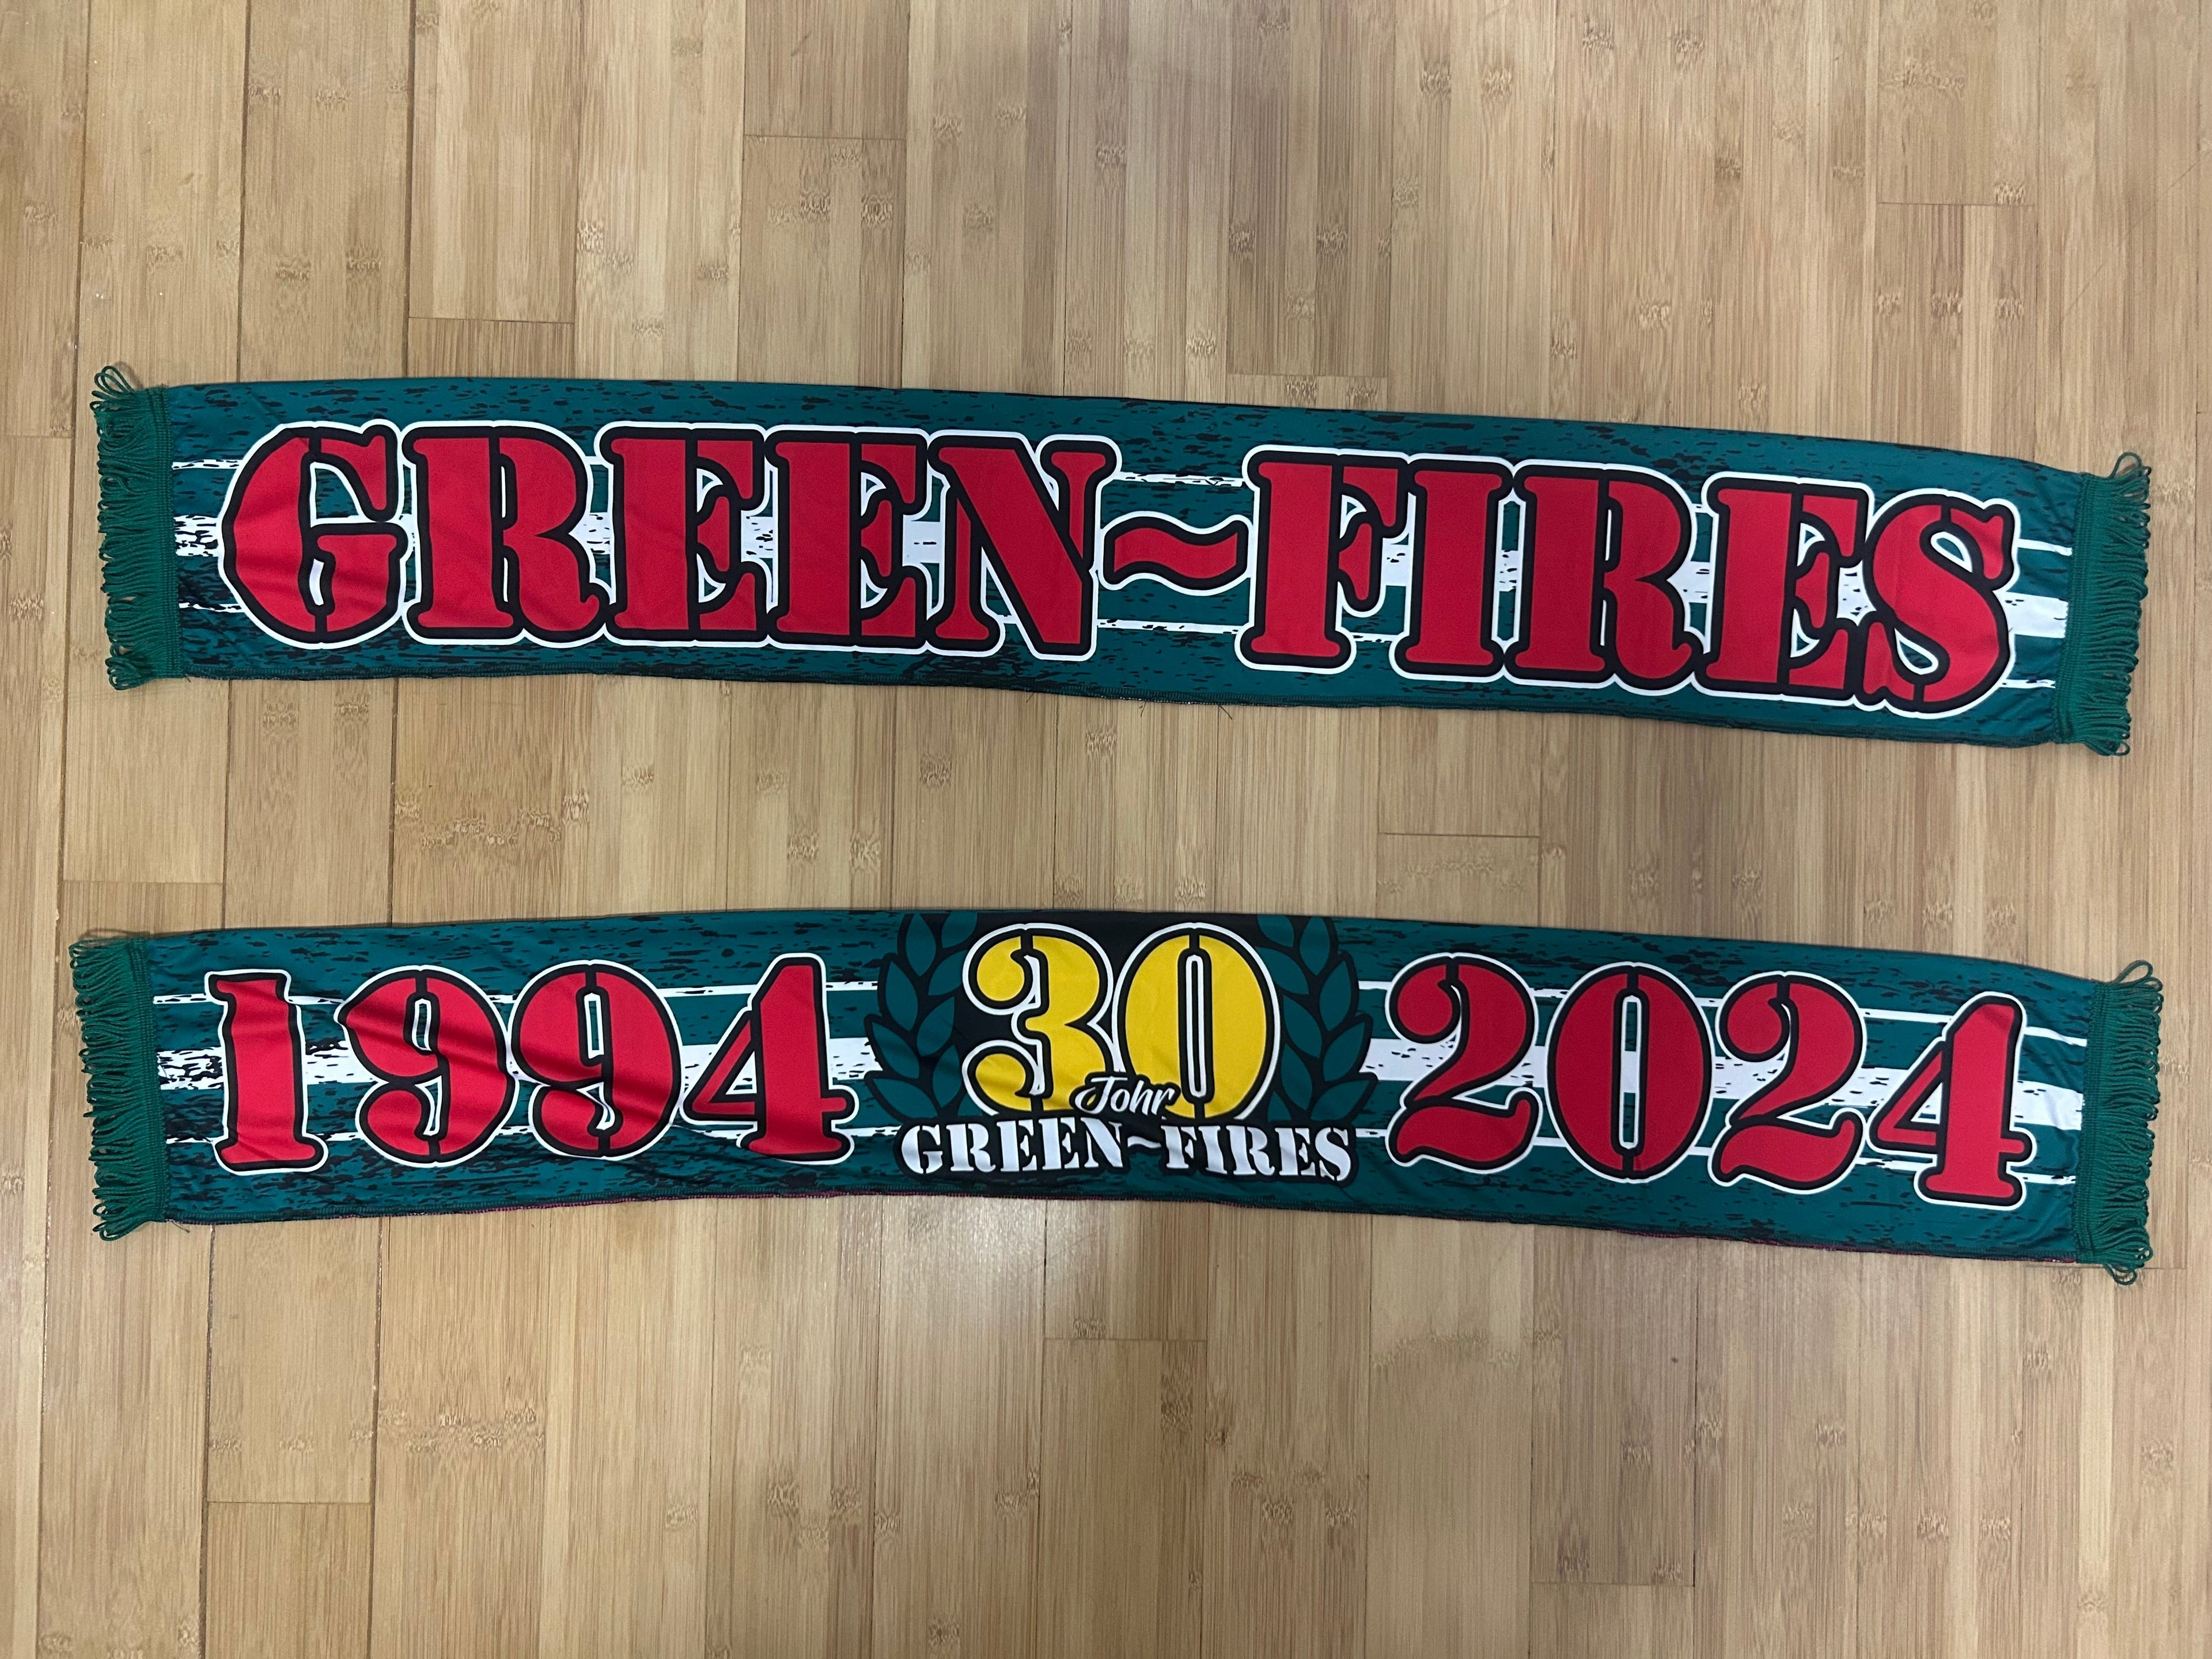 GREEN~FIRES
1994 30 2024
Johr
GREEN~FIRES